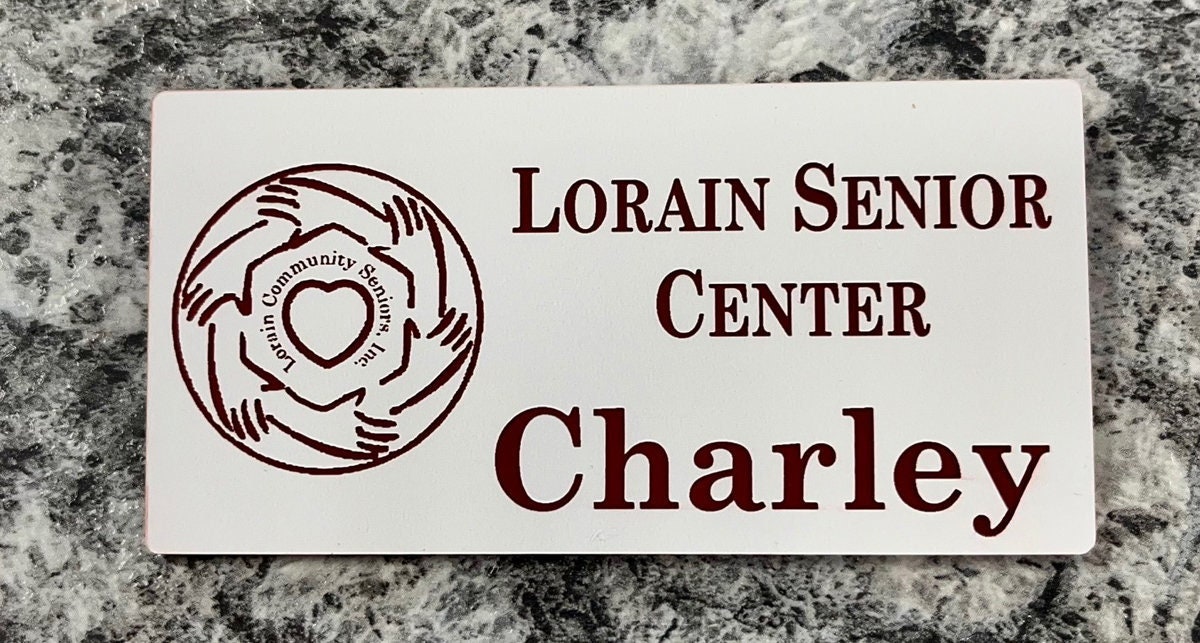 Lorain Community Seniors, Inc.
LORAIN SENIOR
CENTER
Charley